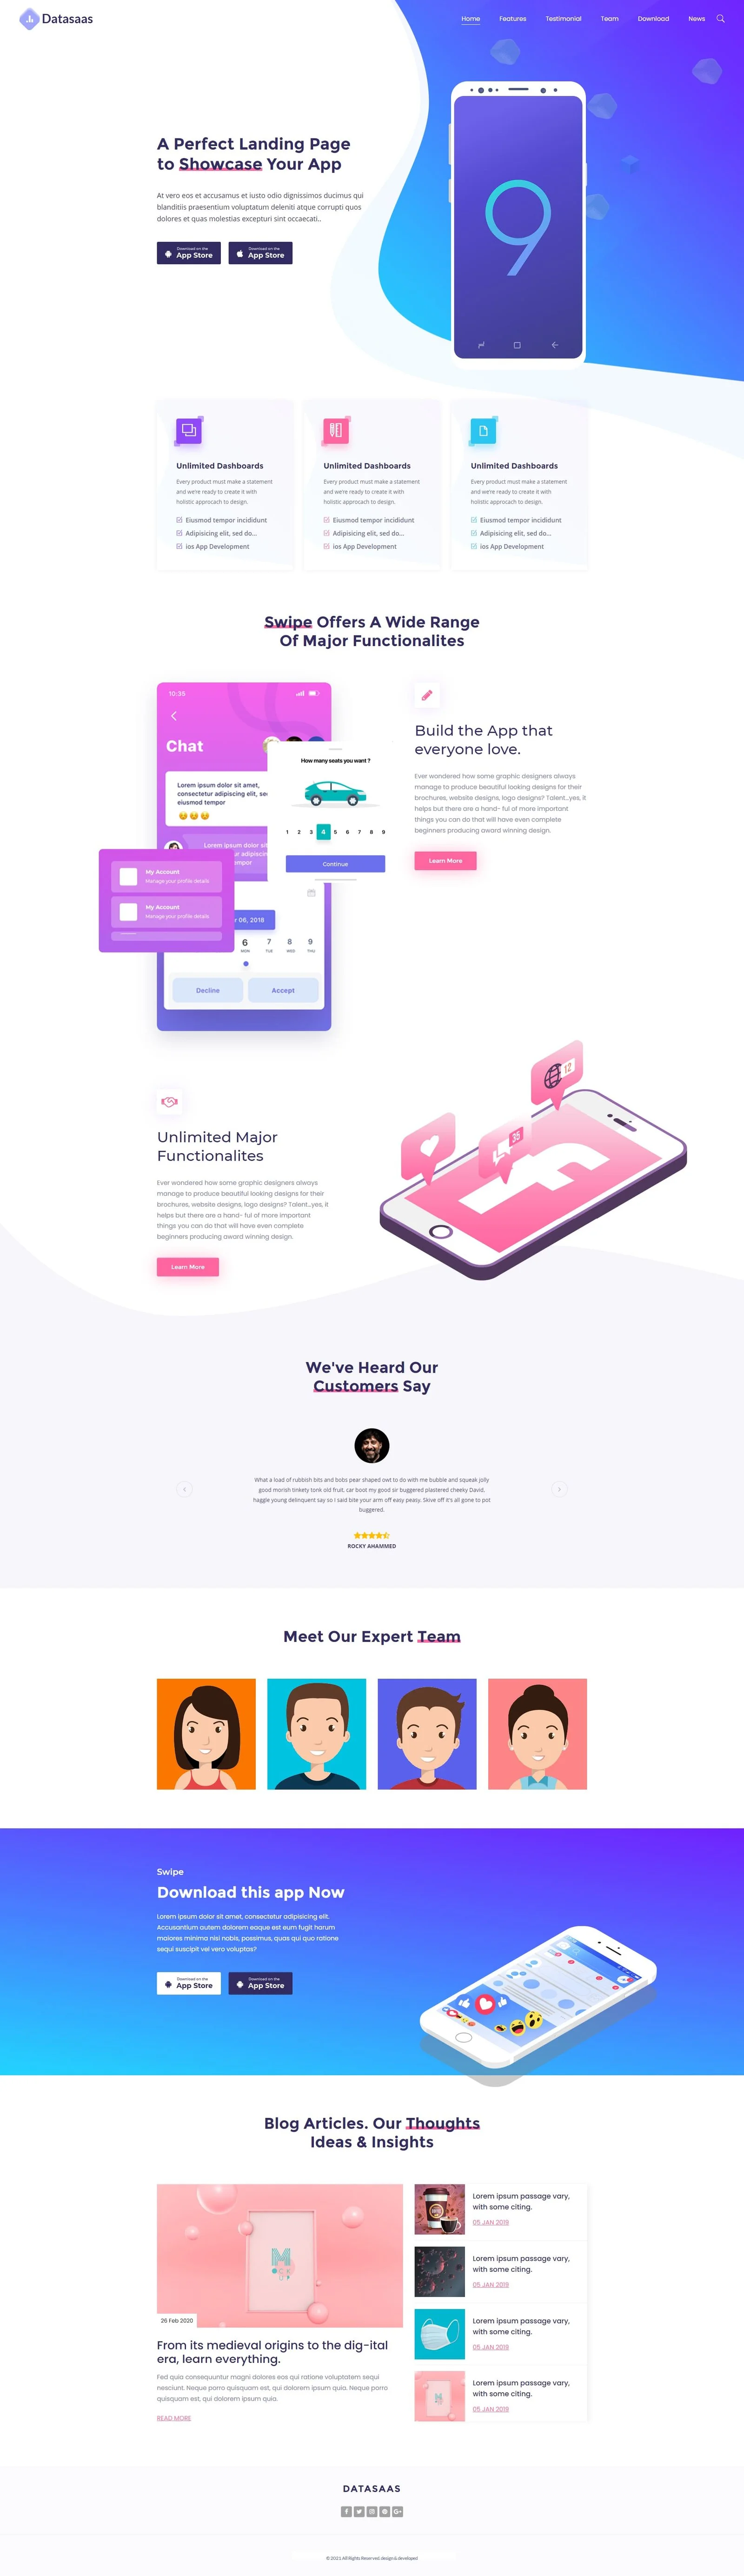 Datasaas
Home Features Testimonial Team Download News
A Perfect Landing Page
to Showcase Your App
At vero eos et accusamus et iusto odio dignissimos ducimus qui
blanditiis praesentium voluptatum deleniti atque corrupti quos
dolores et quas molestias excepturi sint occaecati..
Download on the
App Store
Download on the
App Store
9
Unlimited Dashboards
Every product must make a statement
and we're ready to create it with
holistic approcach to design.
Eiusmod tempor incididunt
Adipisicing elit, sed do...
ios App Development
Unlimited Dashboards
Every product must make a statement
and we're ready to create it with
holistic approcach to design.
Eiusmod tempor incididunt
Adipisicing elit, sed do...
ios App Development
Unlimited Dashboards
Every product must make a statement
and we're ready to create it with
holistic approcach to design.
Eiusmod tempor incididunt
Adipisicing elit, sed do...
ios App Development
Swipe Offers A Wide Range
Of Major Functionalites
10:35
Chat
Lorem ipsum dolor sit amet,
consectetur adipiscing elit, se
eiusmod tempor
Lorem ipsum dolor si
ur adipiscin
mpor
How many seats you want ?
1 2 3 4 5 6 7 8 9
Continue
My Account
Manage your profile details
My Account
Manage your profile details
r 06, 2018
6 7 8 9
MON TUE WED THU
Decline Accept
Build the App that
everyone love.
Ever wondered how some graphic designers always
manage to produce beautiful looking designs for their
brochures, website designs, logo designs? Talent…yes, it
helps but there are a hand- ful of more important
things you can do that will have even complete
beginners producing award winning design.
Learn More
Unlimited Major
Functionalites
Ever wondered how some graphic designers always
manage to produce beautiful looking designs for their
brochures, website designs, logo designs? Talent…yes, it
helps but there are a hand- ful of more important
things you can do that will have even complete
beginners producing award winning design.
Learn More
12
35
f
We've Heard Our
Customers Say
What a load of rubbish bits and bobs pear shaped owt to do with me bubble and squeak jolly
good morish tinkety tonk old fruit, car boot my good sir buggered plastered cheeky David,
haggle young delinquent say so I said bite your arm off easy peasy. Skive off it's all gone to pot
buggered.
ROCKY AHAMMED
Meet Our Expert Team
Swipe
Download this app Now
Lorem ipsum dolor sit amet, consectetur adipisicing elit.
Accusantium autem dolorem eaque est eum fugit harum
maiores minima nisi nobis, possimus, quas qui quo ratione
sequi suscipit vel vero voluptas?
Download on the
App Store
Download on the
App Store
Blog Articles. Our Thoughts
Ideas & Insights
M
OCK
UP
26 Feb 2020
From its medieval origins to the dig-ital
era, learn everything.
Fed quia consequuntur magni dolores eos qui ratione voluptatem sequi
nesciunt. Neque porro quisquam est, qui dolorem ipsum quia. Neque porro
quisquam est, qui dolorem ipsum quia.
READ MORE
Lorem ipsum passage vary,
with some citing.
05 JAN 2019
Lorem ipsum passage vary,
with some citing.
05 JAN 2019
Lorem ipsum passage vary,
with some citing.
05 JAN 2019
Lorem ipsum passage vary,
with some citing.
05 JAN 2019
DATASAAS
© 2021 All Rights Reserved. design & developed